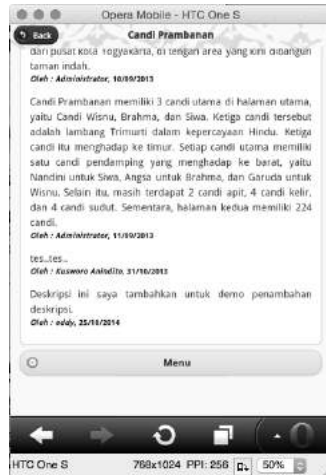 Opera Mobile - HTC One S
Back
Candi Prambanan
dari pusat kota Yogyakarta, di tengah area yang kini dibangun
taman indah.
Oleh : Administrator, 10/09/2013
Candi Prambanan memiliki 3 candi utama di halaman utama,
yaitu Candi Wisnu, Brahma, dan Siwa. Ketiga candi tersebut
adalah lambang Trimurti dalam kepercayaan Hindu. Ketiga
candi itu menghadap ke timur. Setiap candi utama memiliki
satu candi pendamping yang menghadap ke barat, yaitu
Nandini untuk Siwa, Angsa untuk Brahma, dan Garuda untuk
Wisnu. Selain itu, masih terdapat 2 candi apit, 4 candi kelir,
dan 4 candi sudut. Sementara, halaman kedua memiliki 224
candi.
Oleh : Administrator, 11/09/2013
tes..tes..
Oleh : Kusworo Anindito, 31/10/2013
Deskripsi ini saya tambahkan untuk demo penambahan
deskripsi.
Oleh : eddy, 25/10/2014
Menu
HTC One S
768x1024 PPI: 256
50%